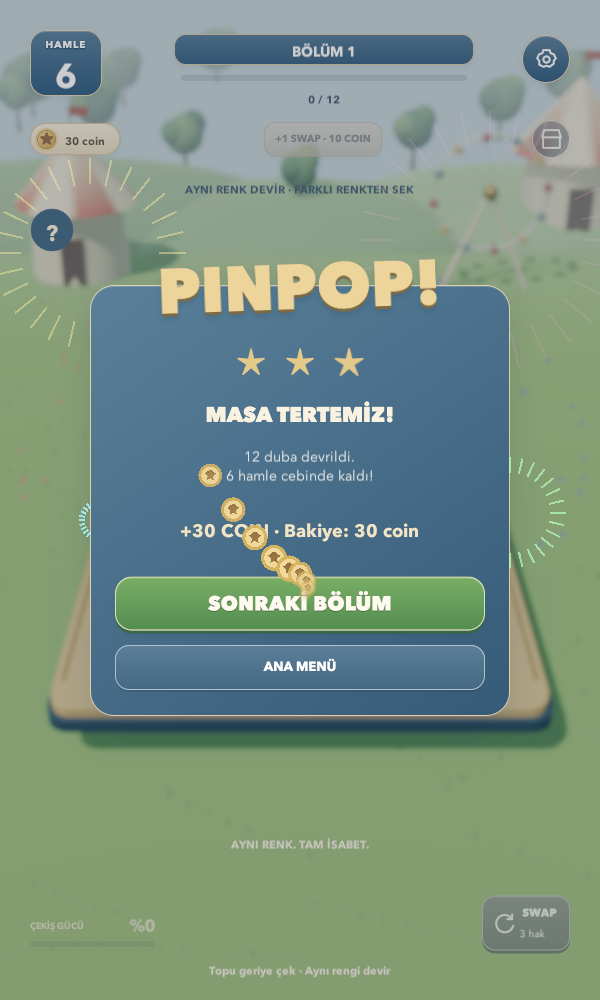 HAMLE
6
BÖLÜM 1
0 / 12
30 coin
+1 SWAP · 10 COIN
AYNI RENK DEVİR · FARKLI RENKTEN SEK
?
PINPOP!
MASA TERTEMİZ!
12 duba devrildi.
6 hamle cebinde kaldı!
+30 COIN · Bakiye: 30 coin
SONRAKİ BÖLÜM
ANA MENÜ
AYNI RENK. TAM İSABET.
ÇEKİŞ GÜCÜ
%0
SWAP
3 hak
Topu geriye çek · Aynı rengi devir